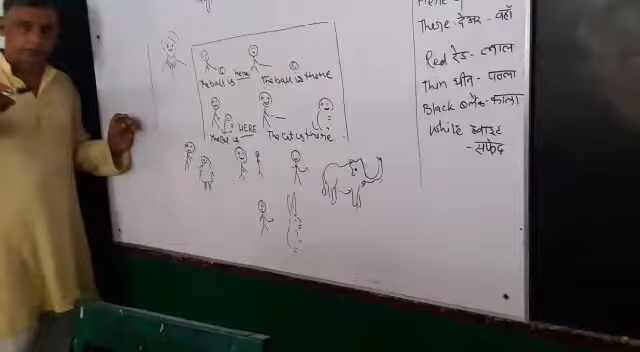 The ball is here The ball is there
The cat is HERE The cat is there
There देअर - वहाँ
Red रेड - लाल
Thin थीन - पतला
Black ब्लैक - काला
White व्हाइट
- सफेद